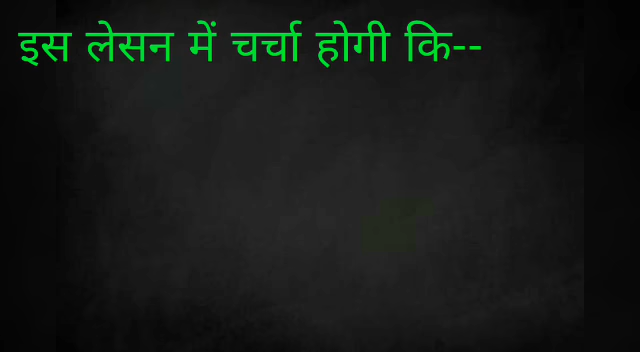 इस लेसन में चर्चा होगी कि--